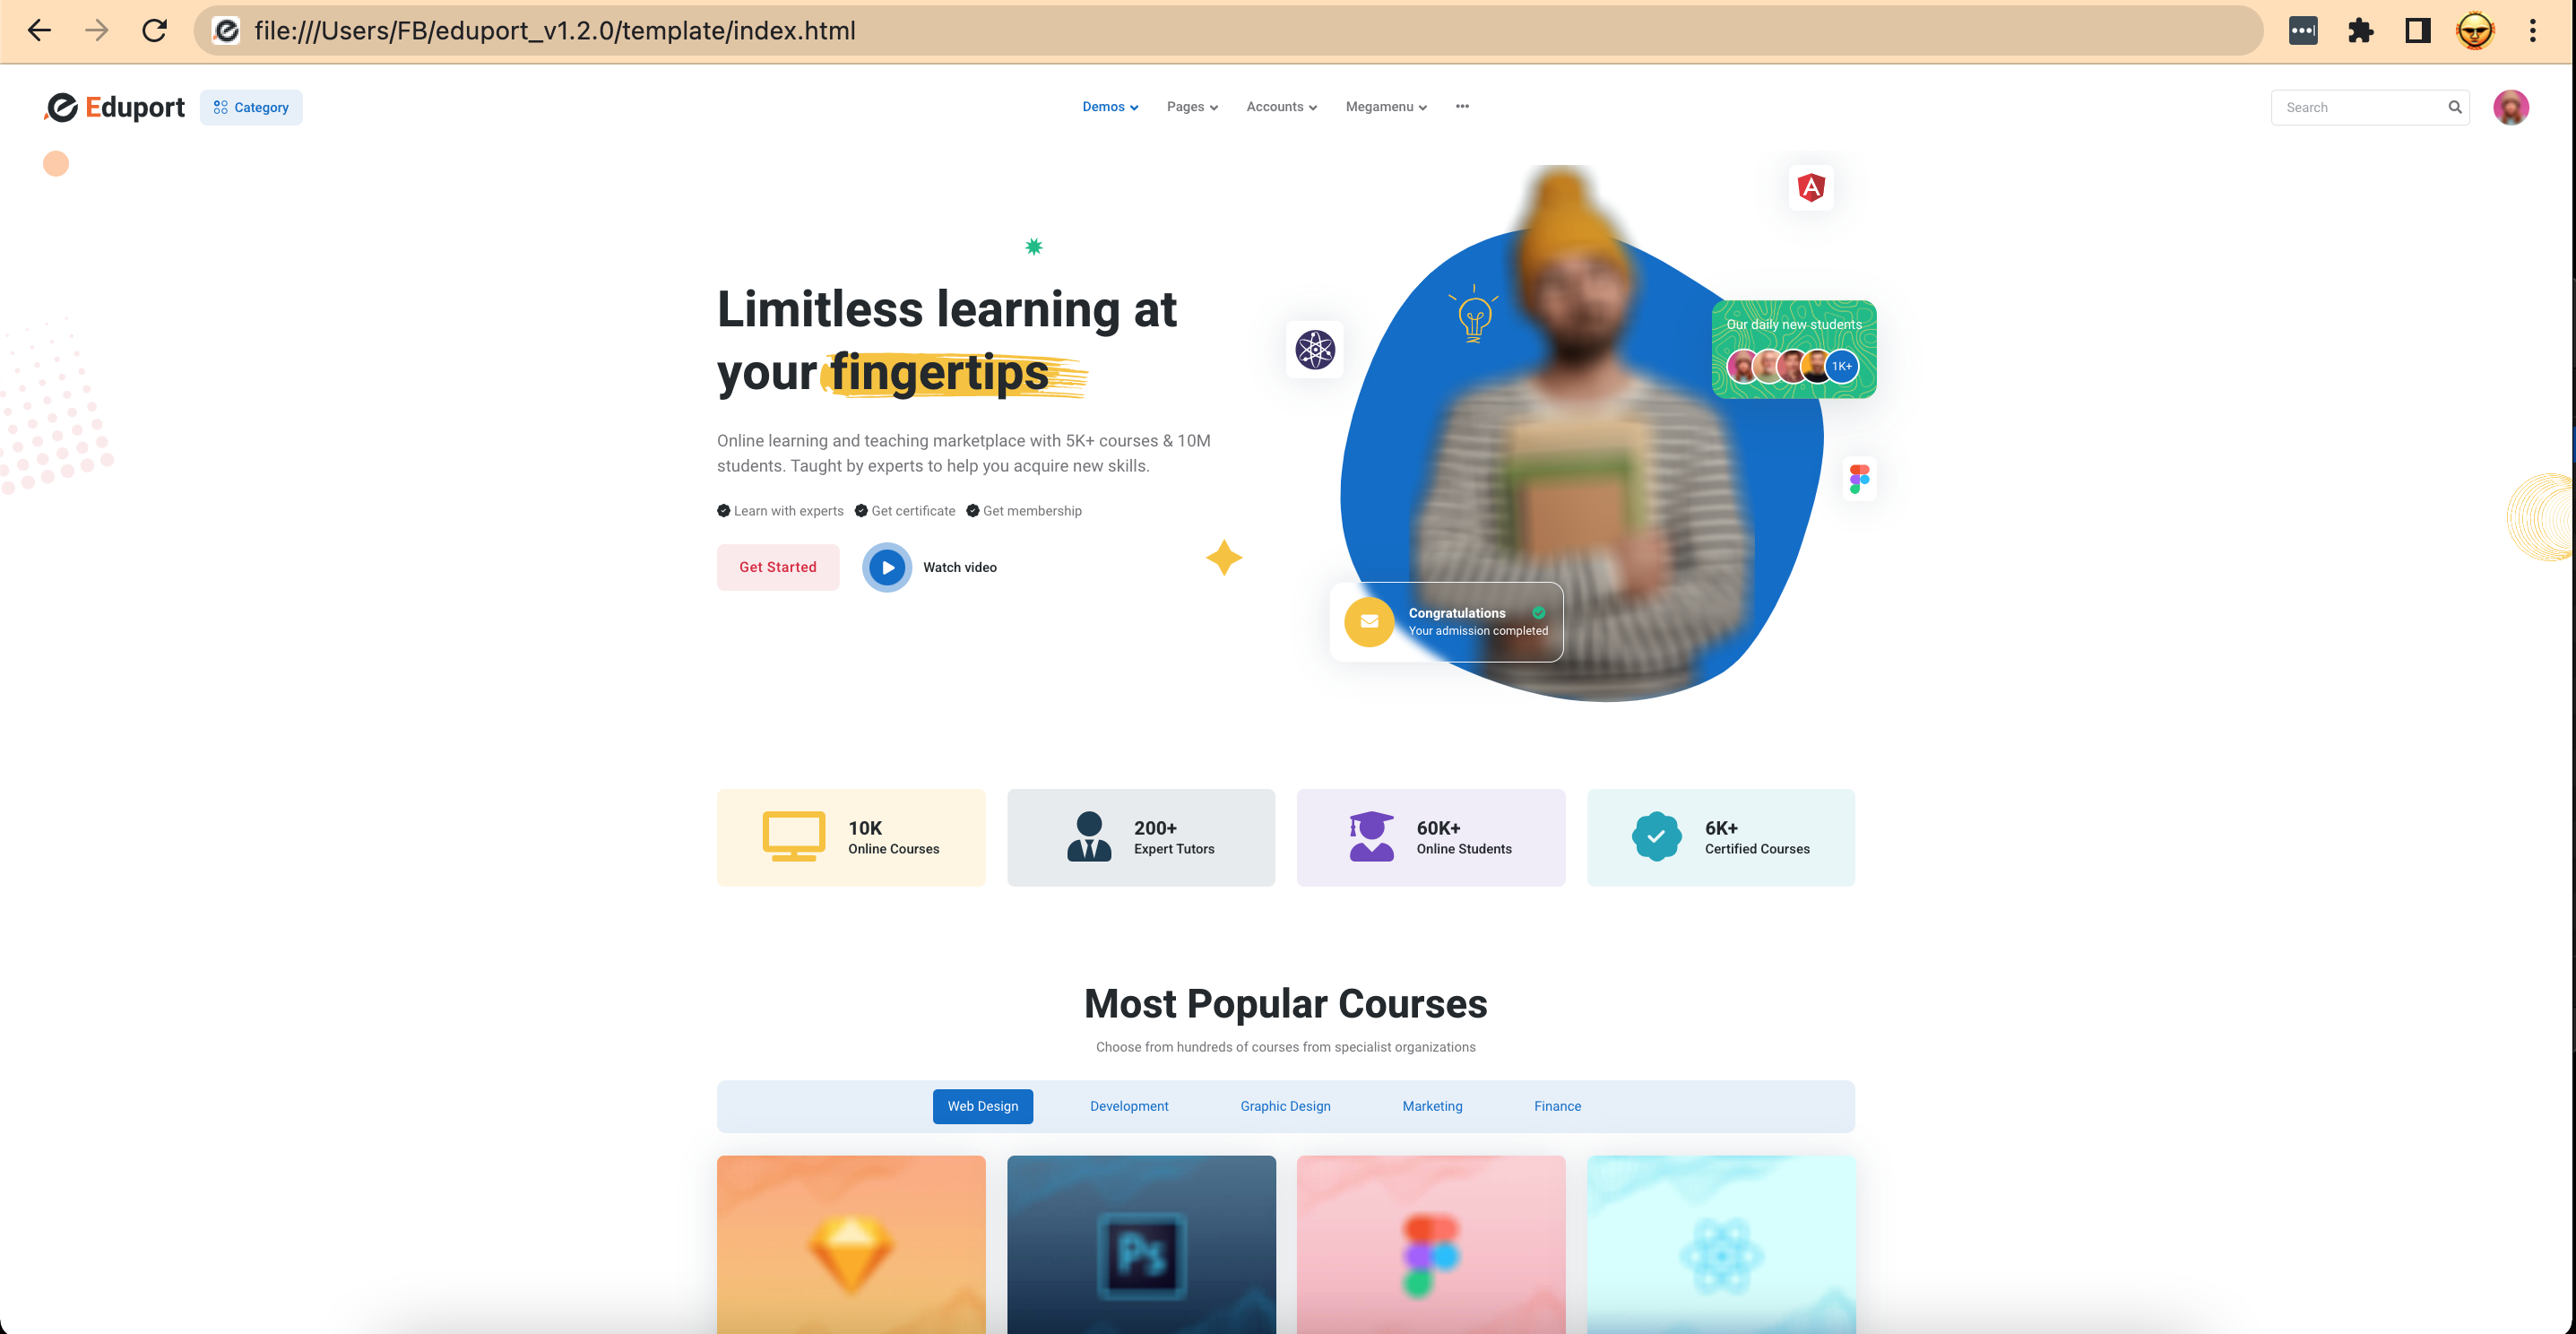 file:///Users/FB/eduport_v1.2.0/template/index.html
Eduport
Category
Demos
Pages
Accounts
Megamenu
Search
Limitless learning at
your fingertips
Online learning and teaching marketplace with 5K+ courses & 10M
students. Taught by experts to help you acquire new skills.
Learn with experts
Get certificate
Get membership
Get Started
Watch video
Our daily new students
1K+
Congratulations
Your admission completed
10K
Online Courses
200+
Expert Tutors
60K+
Online Students
6K+
Certified Courses
Most Popular Courses
Choose from hundreds of courses from specialist organizations
Web Design
Development
Graphic Design
Marketing
Finance
Ps